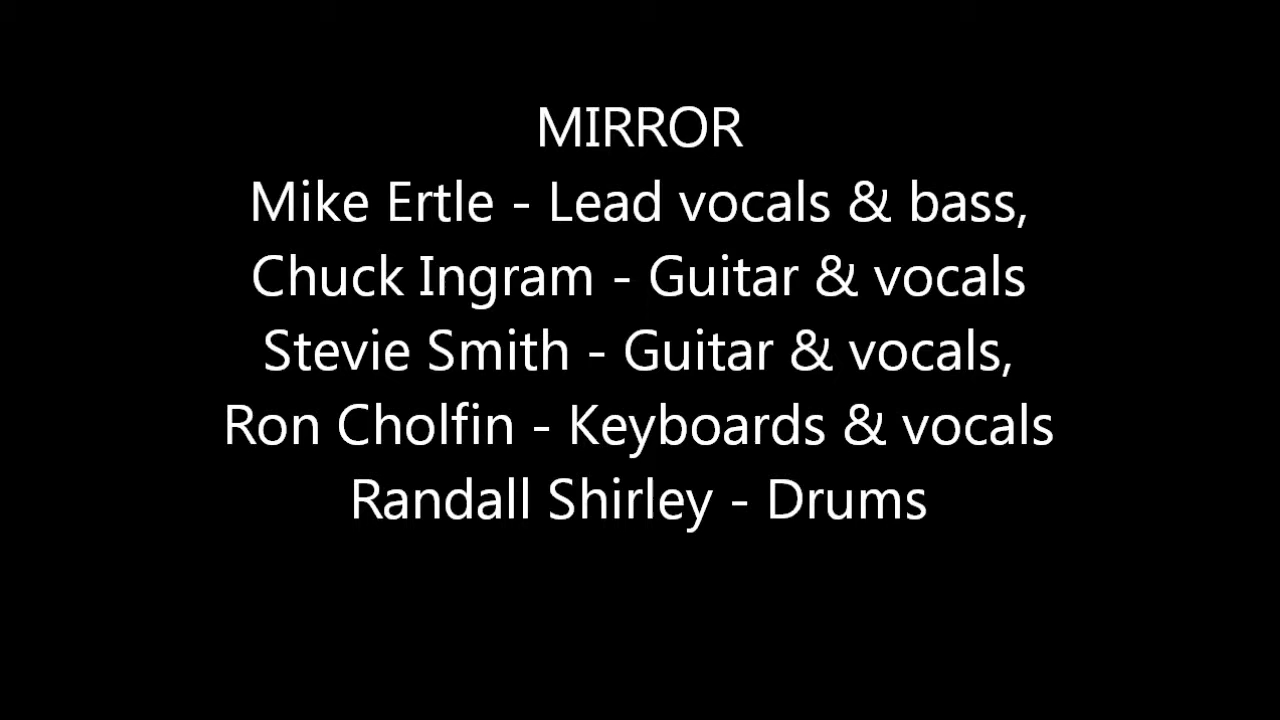 MIRROR
Mike Ertle - Lead vocals & bass,
Chuck Ingram - Guitar & vocals
Stevie Smith - Guitar & vocals,
Ron Cholfin - Keyboards & vocals
Randall Shirley - Drums